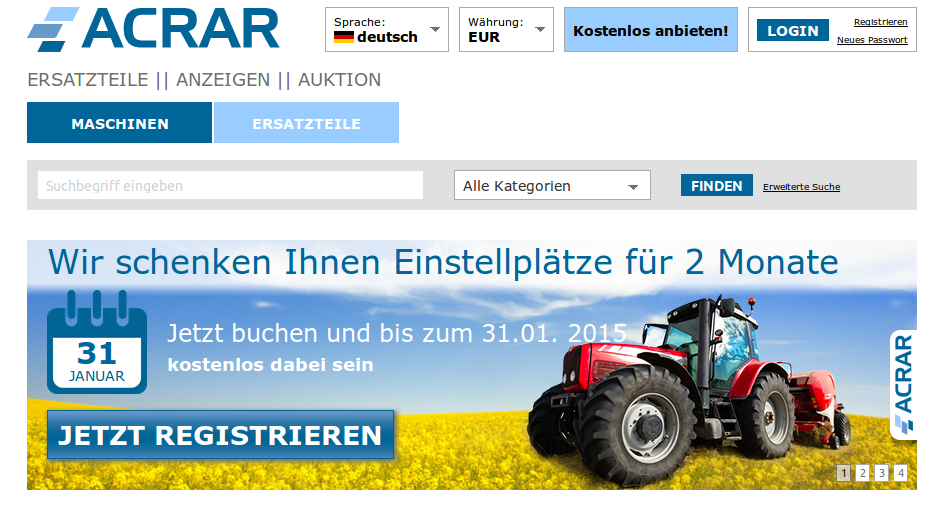 ACRAR
Sprache:
deutsch
Währung:
EUR
Kostenlos anbieten!
LOGIN
Registrieren
Neues Passwort
ERSATZTEILE || ANZEIGEN || AUKTION
MASCHINEN
ERSATZTEILE
Suchbegriff eingeben
Alle Kategorien
FINDEN
Erweiterte Suche
Wir schenken Ihnen Einstellplätze für 2 Monate
31
JANUAR
Jetzt buchen und bis zum 31.01. 2015
kostenlos dabei sein
JETZT REGISTRIEREN
ACRAR
1 2 3 4